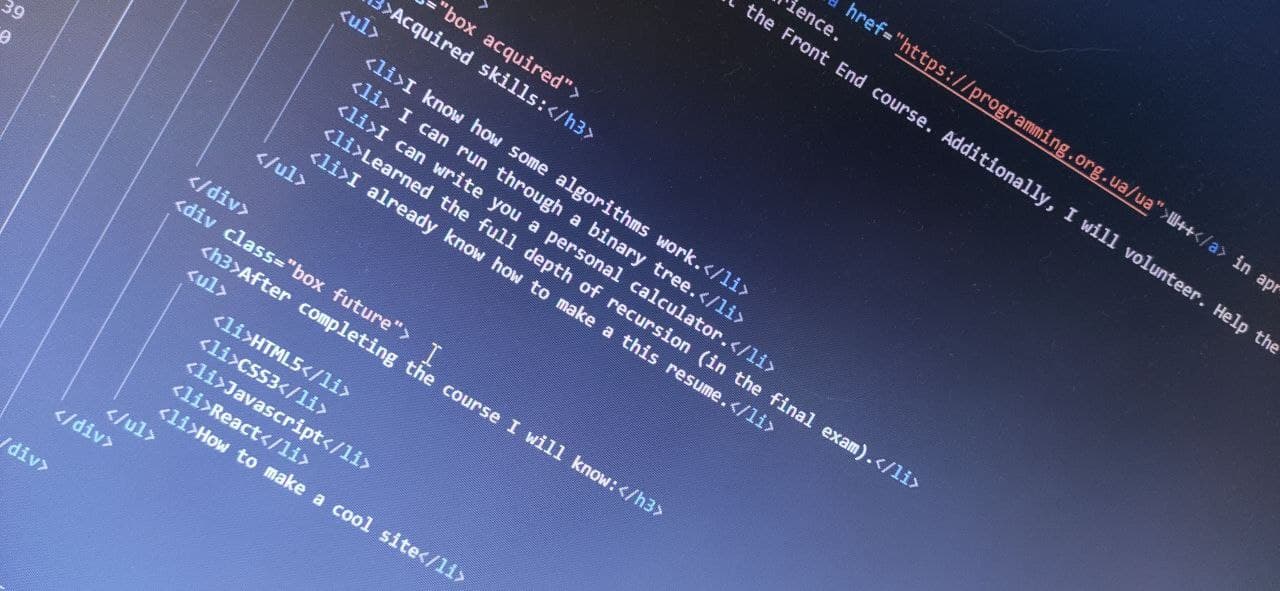 39
0
a href="https://programming.org.ua/ua">Ш++</a> in apr
the Front End course. Additionally, I will volunteer. Help the
"box acquired">
<h3>Acquired skills:</h3>
<ul>
<li>I know how some algorithms work.</li>
<li> I can run through a binary tree.</li>
<li>I can write you a personal calculator.</li>
<li>Learned the full depth of recursion (in the final exam).</li>
<li>I already know how to make a this resume.</li>
</ul>
</div>
<div class="box future">
<h3>After completing the course I will know:</h3>
<ul>
<li>HTML5</li>
<li>CSS3</li>
<li>Javascript</li>
<li>React</li>
<li>How to make a cool site</li>
</ul>
</div>
/div>